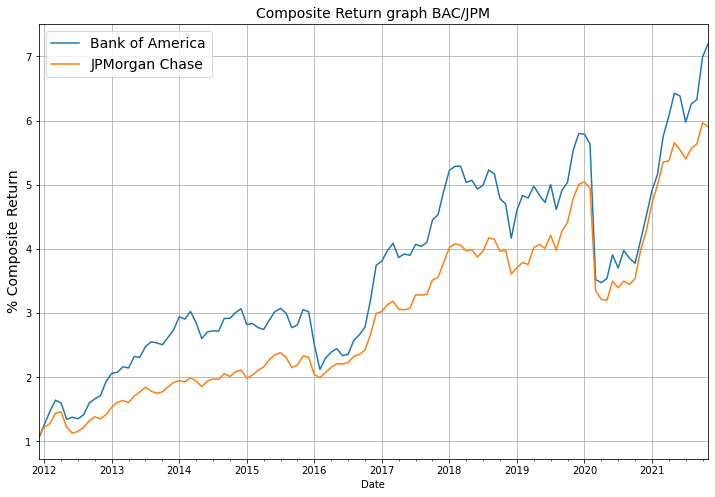 Composite Return graph BAC/JPM
Bank of America
JPMorgan Chase
% Composite Return
7
6
5
4
3
2
1
2012 2013 2014 2015 2016 2017 2018 2019 2020 2021
Date